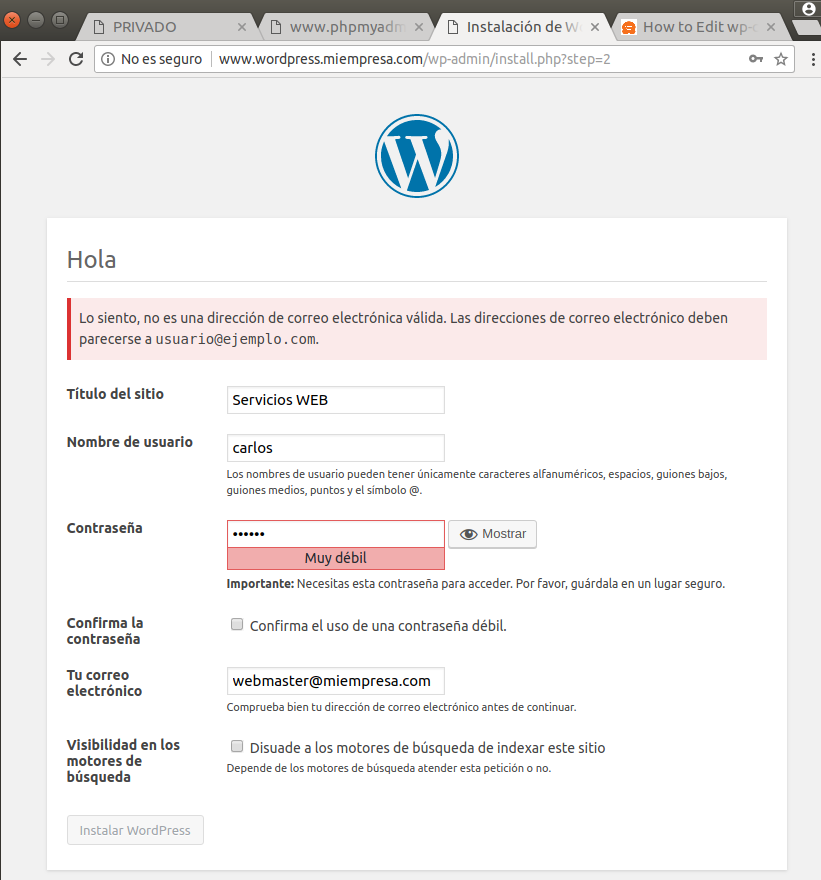 PRIVADO
www.phpmyadm
Instalación de W
How to Edit wp-c
No es seguro
www.wordpress.miempresa.com/wp-admin/install.php?step=2
Hola
Lo siento, no es una dirección de correo electrónica válida. Las direcciones de correo electrónico deben
parecerse a usuario@ejemplo.com.
Título del sitio
Servicios WEB
Nombre de usuario
carlos
Los nombres de usuario pueden tener únicamente caracteres alfanuméricos, espacios, guiones bajos,
guiones medios, puntos y el símbolo @.
Contraseña
••••••
Mostrar
Muy débil
Importante: Necesitas esta contraseña para acceder. Por favor, guárdala en un lugar seguro.
Confirma la
contraseña
Confirma el uso de una contraseña débil.
Tu correo
electrónico
webmaster@miempresa.com
Comprueba bien tu dirección de correo electrónico antes de continuar.
Visibilidad en los
motores de
búsqueda
Disuade a los motores de búsqueda de indexar este sitio
Depende de los motores de búsqueda atender esta petición o no.
Instalar WordPress